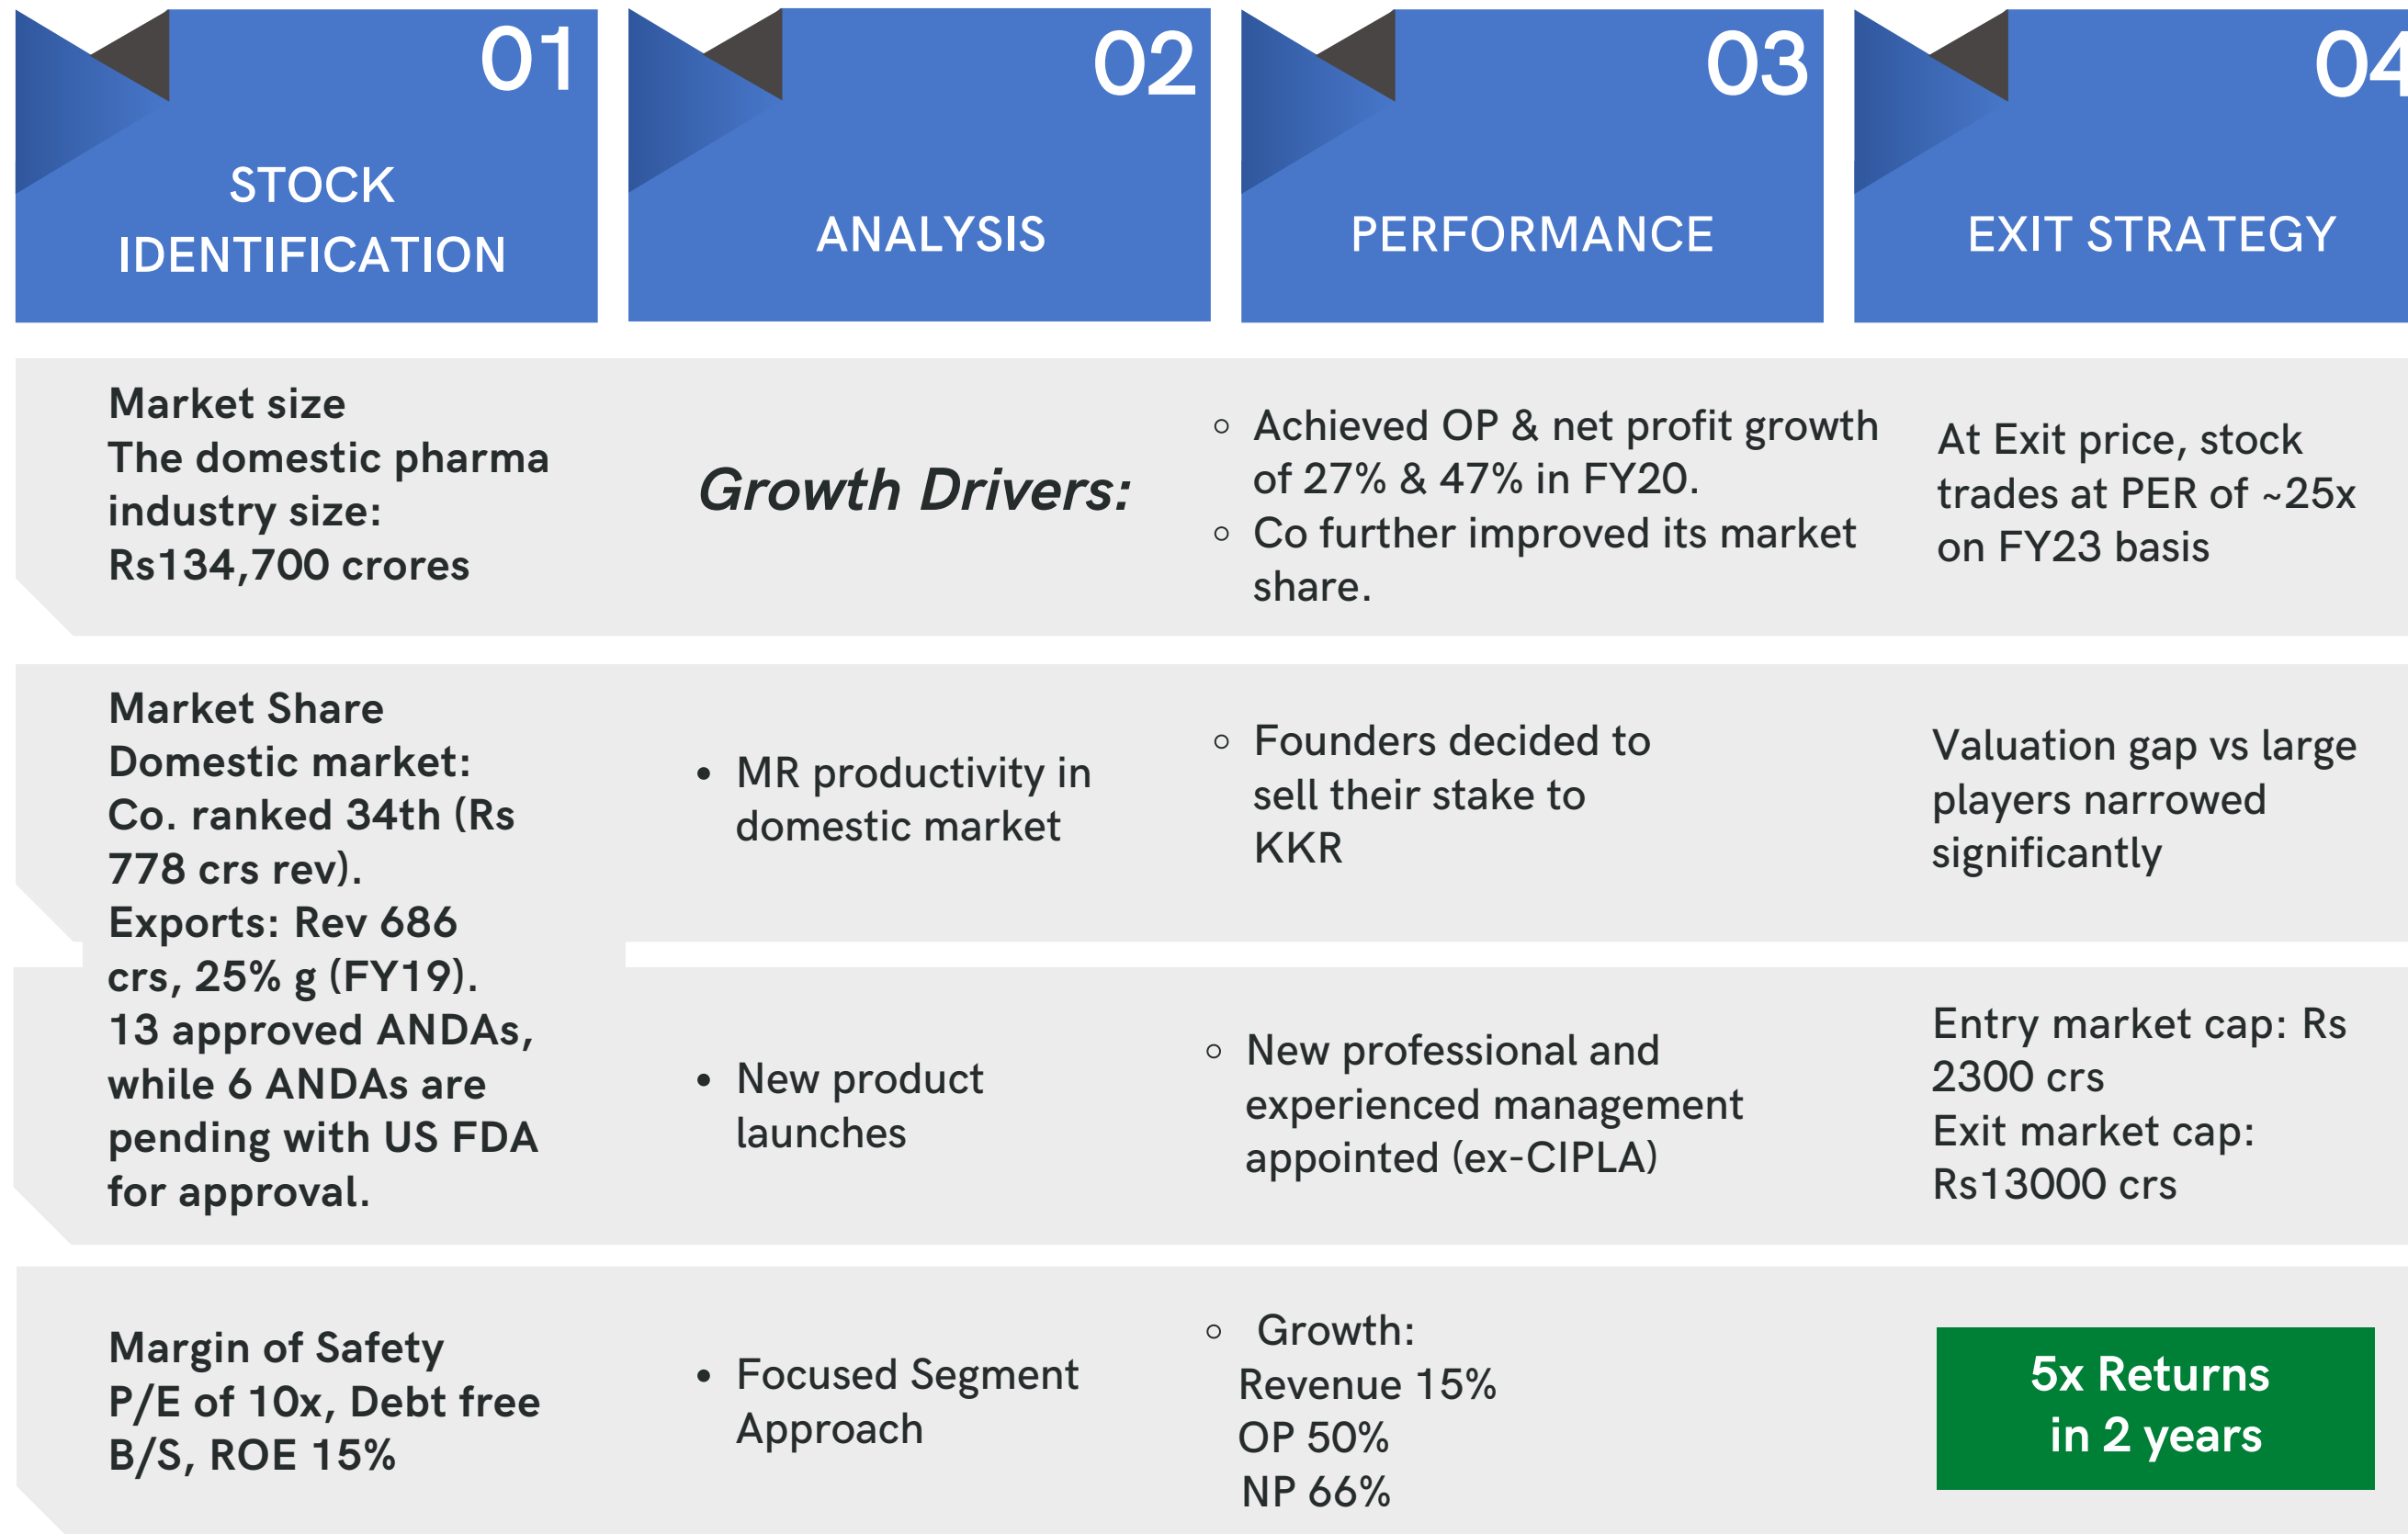 01
STOCK
IDENTIFICATION
02
ANALYSIS
03
PERFORMANCE
04
EXIT STRATEGY
Market size
The domestic pharma
industry size:
Rs134,700 crores
Growth Drivers:
Achieved OP & net profit growth
of 27% & 47% in FY20.
Co further improved its market
share.
At Exit price, stock
trades at PER of ~25x
on FY23 basis
Market Share
Domestic market:
Co. ranked 34th (Rs
778 crs rev).
Exports: Rev 686
crs, 25% g (FY19).
13 approved ANDAs,
while 6 ANDAs are
pending with US FDA
for approval.
• MR productivity in
domestic market
Founders decided to
sell their stake to
KKR
Valuation gap vs large
players narrowed
significantly
• New product
launches
New professional and
experienced management
appointed (ex-CIPLA)
Entry market cap: Rs
2300 crs
Exit market cap:
Rs13000 crs
Margin of Safety
P/E of 10x, Debt free
B/S, ROE 15%
• Focused Segment
Approach
Growth:
Revenue 15%
OP 50%
NP 66%
5x Returns
in 2 years